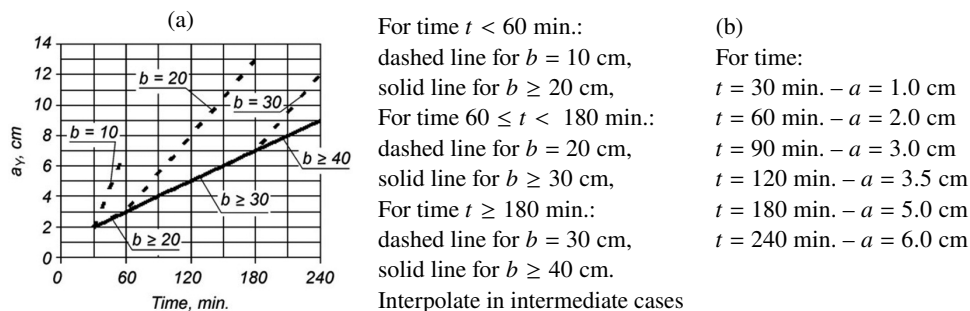 (a)
14
12
10
8
6
4
2
0
a_Y, cm
b = 20
b = 30
b = 10
b ≥ 40
b ≥ 30
b ≥ 20
0 60 120 180 240
Time, min.
For time t < 60 min.:
dashed line for b = 10 cm,
solid line for b ≥ 20 cm,
For time 60 ≤ t < 180 min.:
dashed line for b = 20 cm,
solid line for b ≥ 30 cm,
For time t ≥ 180 min.:
dashed line for b = 30 cm,
solid line for b ≥ 40 cm.
Interpolate in intermediate cases
(b)
For time:
t = 30 min. – a = 1.0 cm
t = 60 min. – a = 2.0 cm
t = 90 min. – a = 3.0 cm
t = 120 min. – a = 3.5 cm
t = 180 min. – a = 5.0 cm
t = 240 min. – a = 6.0 cm